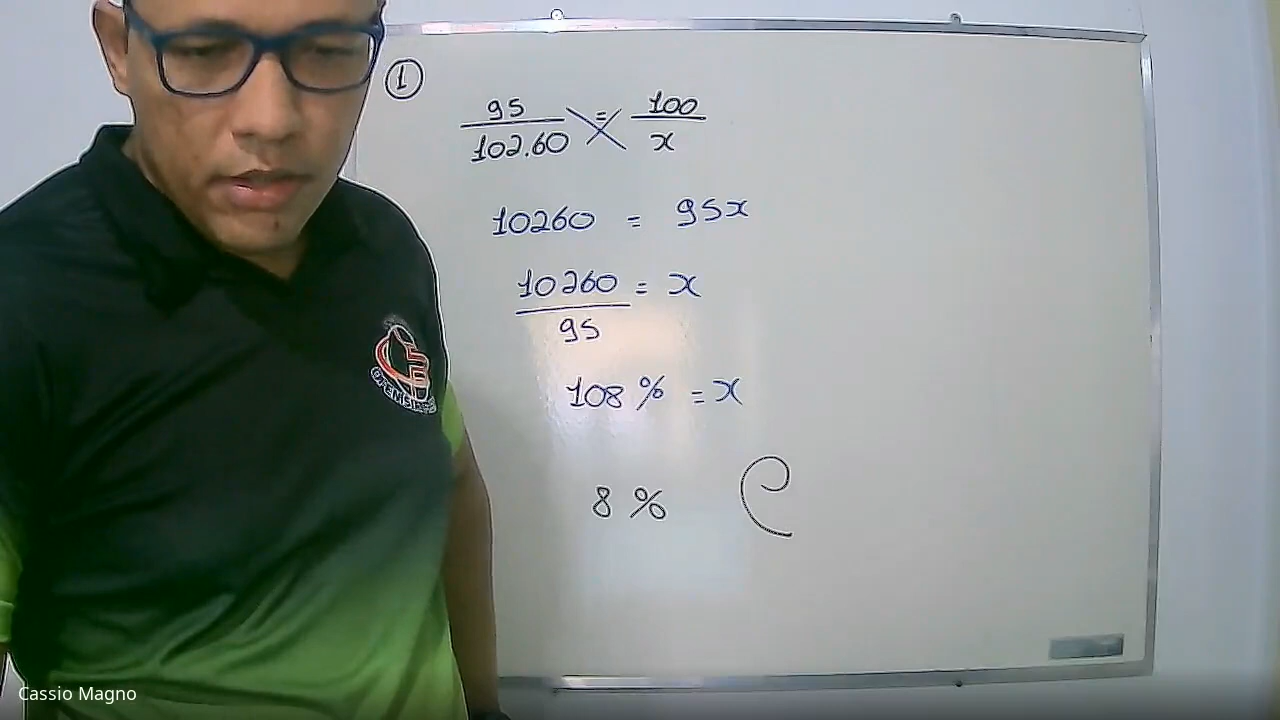 1
95/102.60 = 100/x
10260 = 95x
10260/95 = x
108% = x
8% C
Cassio Magno